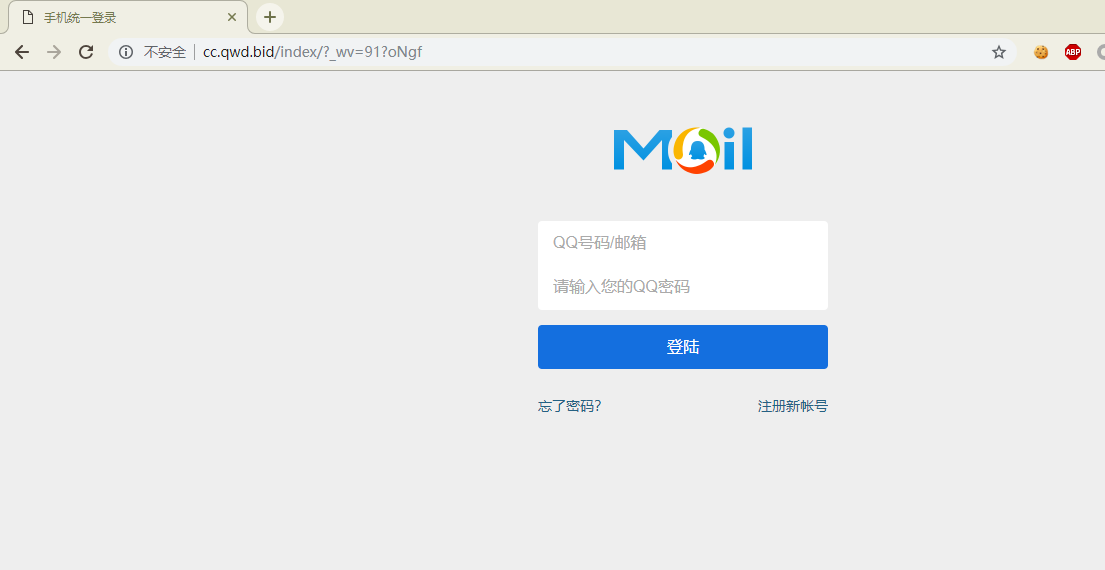 手机统一登录
不安全 cc.qwd.bid/index/?_wv=91?oNgf
ABP
Mail
QQ号码/邮箱
请输入您的QQ密码
登陆
忘了密码？
注册新帐号